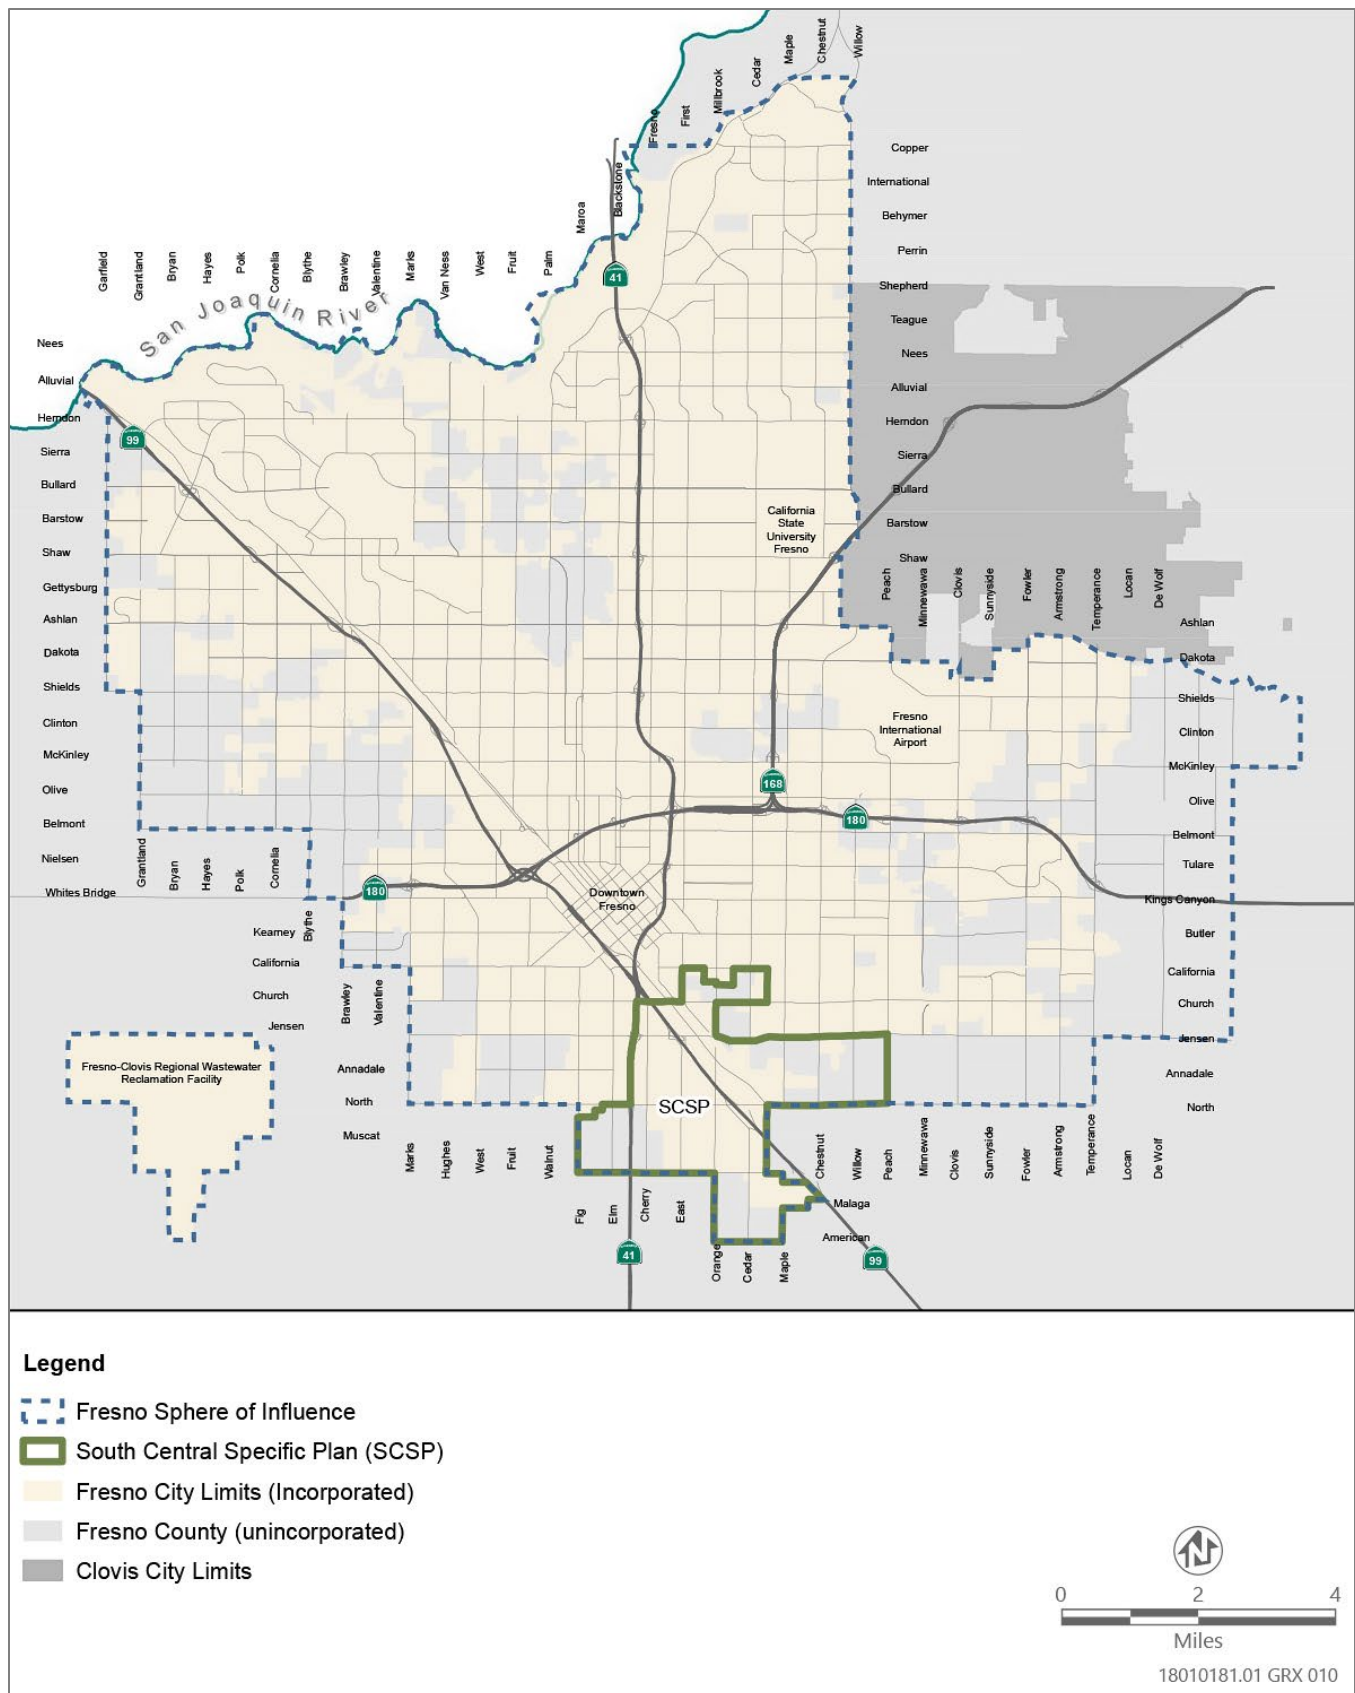 Fresno
First
Millbrook
Cedar
Maple
Chestnut
Willow
Blackstone
Maroa
Copper
International
Behymer
Perrin
Shepherd
Teague
Nees
Alluvial
Herndon
Sierra
Bullard
Barstow
Shaw
Garfield
Grantland
Bryan
Hayes
Polk
Cornelia
Blythe
Brawley
Valentine
Marks
Van Ness
West
Fruit
Palm
41
San Joaquin River
Nees
Alluvial
Herndon
Sierra
Bullard
Barstow
Shaw
Gettysburg
Ashlan
Dakota
Shields
Clinton
McKinley
Olive
Belmont
Nielsen
Whites Bridge
99
California
State
University
Fresno
Peach
Minnewawa
Clovis
Sunnyside
Fowler
Armstrong
Temperance
Locan
De Wolf
Ashlan
Dakota
Shields
Clinton
McKinley
Olive
Belmont
Tulare
Kings Canyon
Butler
California
Church
Jensen
Annadale
North
Fresno
International
Airport
168
180
180
Grantland
Bryan
Hayes
Polk
Cornelia
Blythe
Downtown
Fresno
Kearney
California
Church
Jensen
Brawley
Valentine
Fresno-Clovis Regional Wastewater
Reclamation Facility
Annadale
North
Muscat
SCSP
Marks
Hughes
West
Fruit
Walnut
Fig
Elm
Cherry
East
Orange
Cedar
Maple
Chestnut
Willow
Peach
Minnewawa
Clovis
Sunnyside
Fowler
Armstrong
Temperance
Locan
De Wolf
Malaga
American
41
99
Legend
Fresno Sphere of Influence
South Central Specific Plan (SCSP)
Fresno City Limits (Incorporated)
Fresno County (unincorporated)
Clovis City Limits
N
0 2 4
Miles
18010181.01 GRX 010